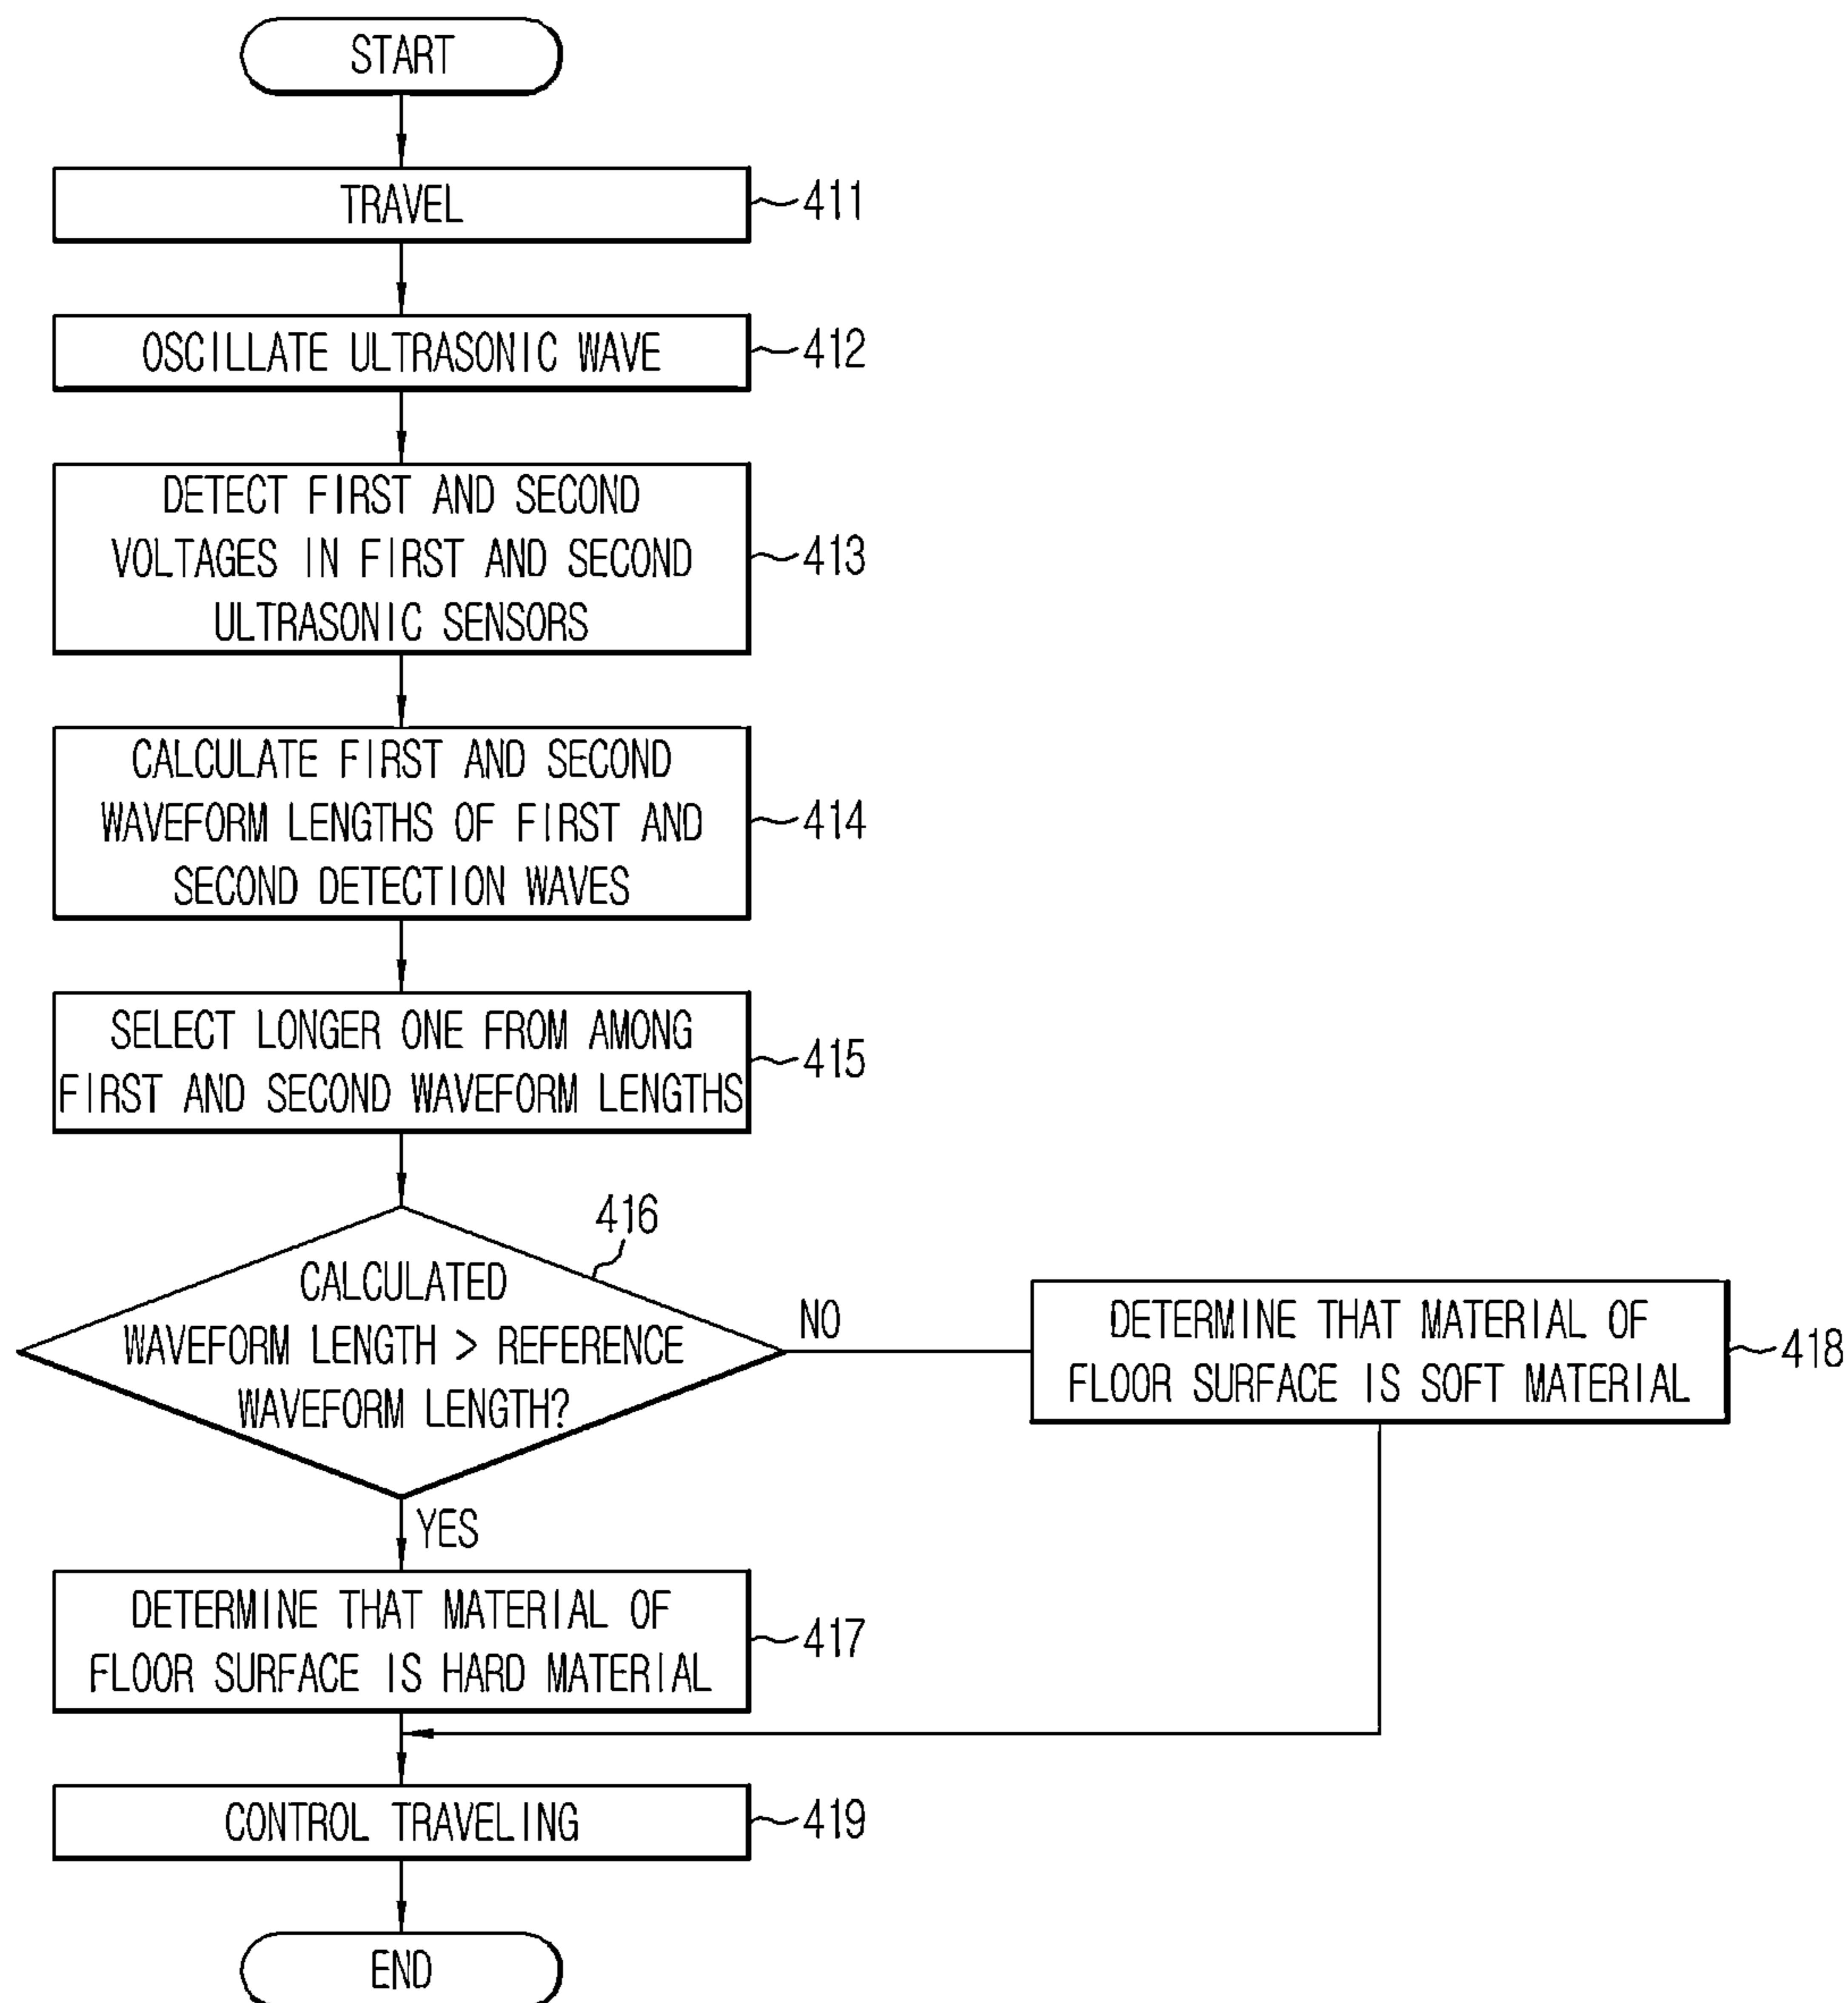 START
TRAVEL
411
OSCILLATE ULTRASONIC WAVE
412
DETECT FIRST AND SECOND
VOLTAGES IN FIRST AND SECOND
ULTRASONIC SENSORS
413
CALCULATE FIRST AND SECOND
WAVEFORM LENGTHS OF FIRST AND
SECOND DETECTION WAVES
414
SELECT LONGER ONE FROM AMONG
FIRST AND SECOND WAVEFORM LENGTHS
415
416
CALCULATED
WAVEFORM LENGTH > REFERENCE
WAVEFORM LENGTH?
NO
DETERMINE THAT MATERIAL OF
FLOOR SURFACE IS SOFT MATERIAL
418
YES
DETERMINE THAT MATERIAL OF
FLOOR SURFACE IS HARD MATERIAL
417
CONTROL TRAVELING
419
END